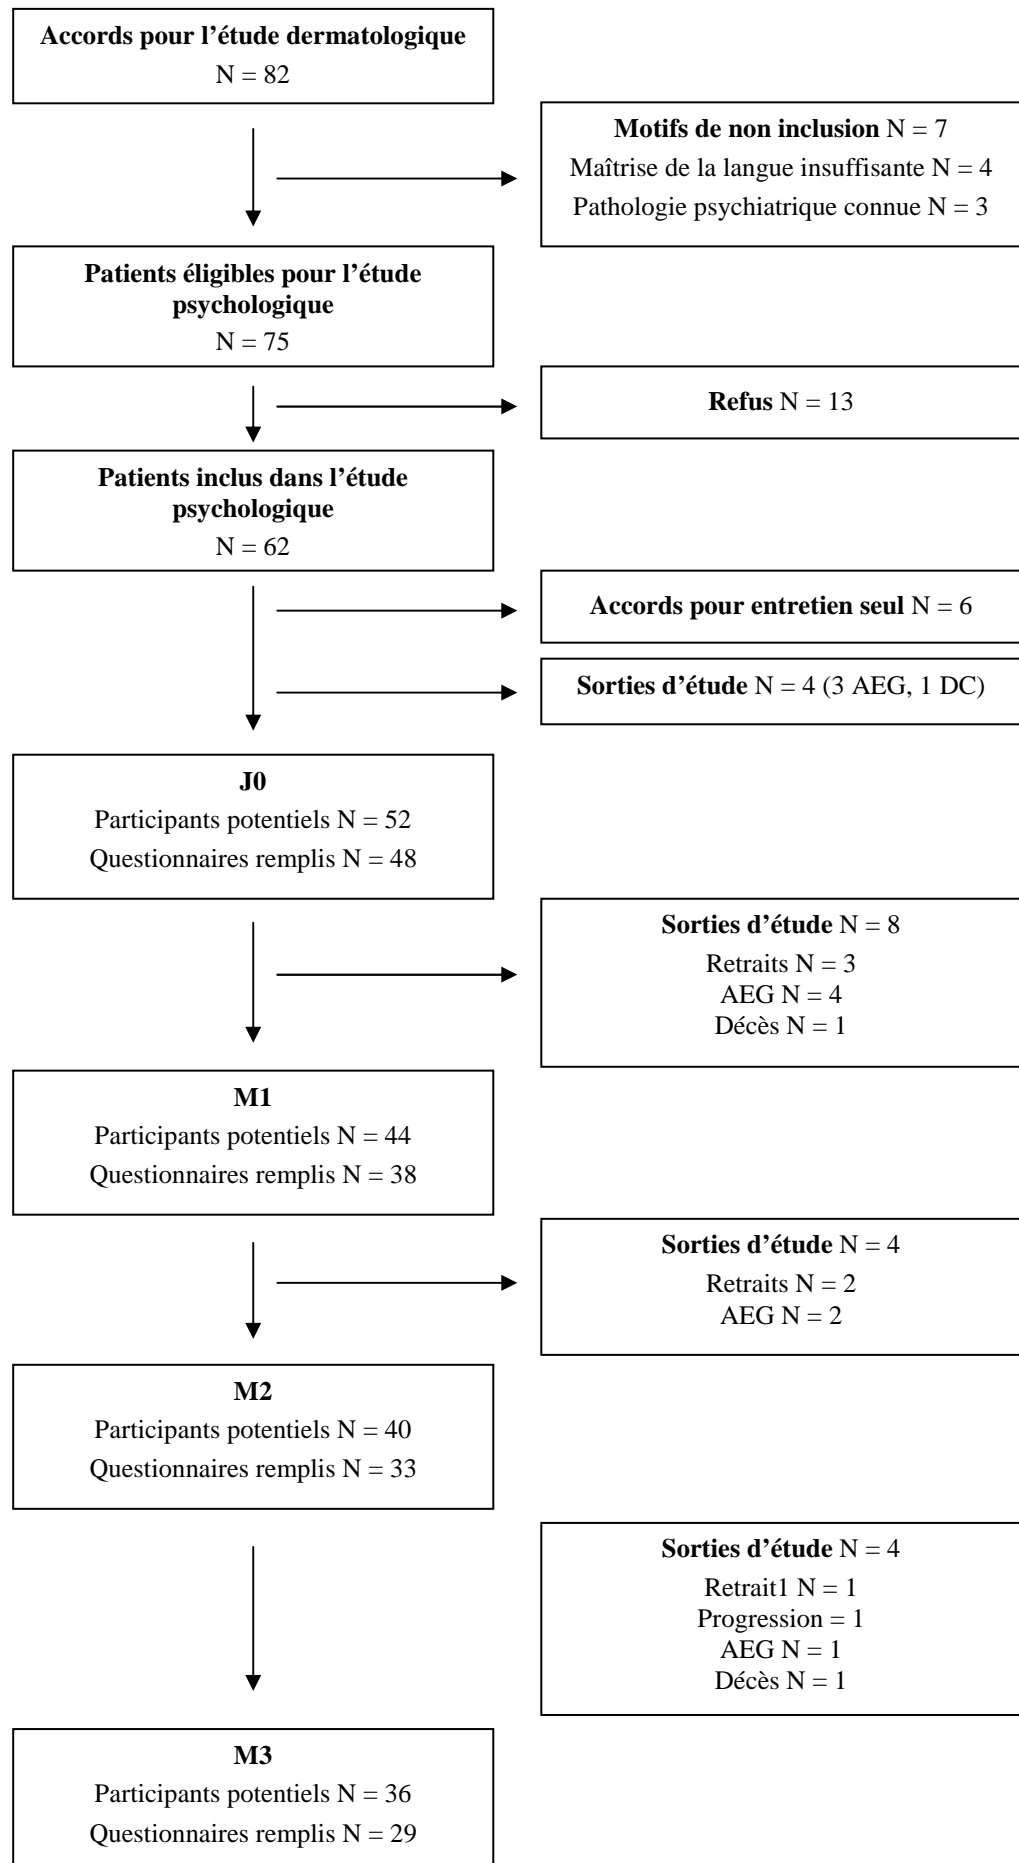 Accords pour l’étude dermatologique
N = 82
Motifs de non inclusion N = 7
Maîtrise de la langue insuffisante N = 4
Pathologie psychiatrique connue N = 3
Patients éligibles pour l’étude
psychologique
N = 75
Refus N = 13
Patients inclus dans l’étude
psychologique
N = 62
Accords pour entretien seul N = 6
Sorties d’étude N = 4 (3 AEG, 1 DC)
J0
Participants potentiels N = 52
Questionnaires remplis N = 48
Sorties d’étude N = 8
Retraits N = 3
AEG N = 4
Décès N = 1
M1
Participants potentiels N = 44
Questionnaires remplis N = 38
Sorties d’étude N = 4
Retraits N = 2
AEG N = 2
M2
Participants potentiels N = 40
Questionnaires remplis N = 33
Sorties d’étude N = 4
Retrait1 N = 1
Progression = 1
AEG N = 1
Décès N = 1
M3
Participants potentiels N = 36
Questionnaires remplis N = 29